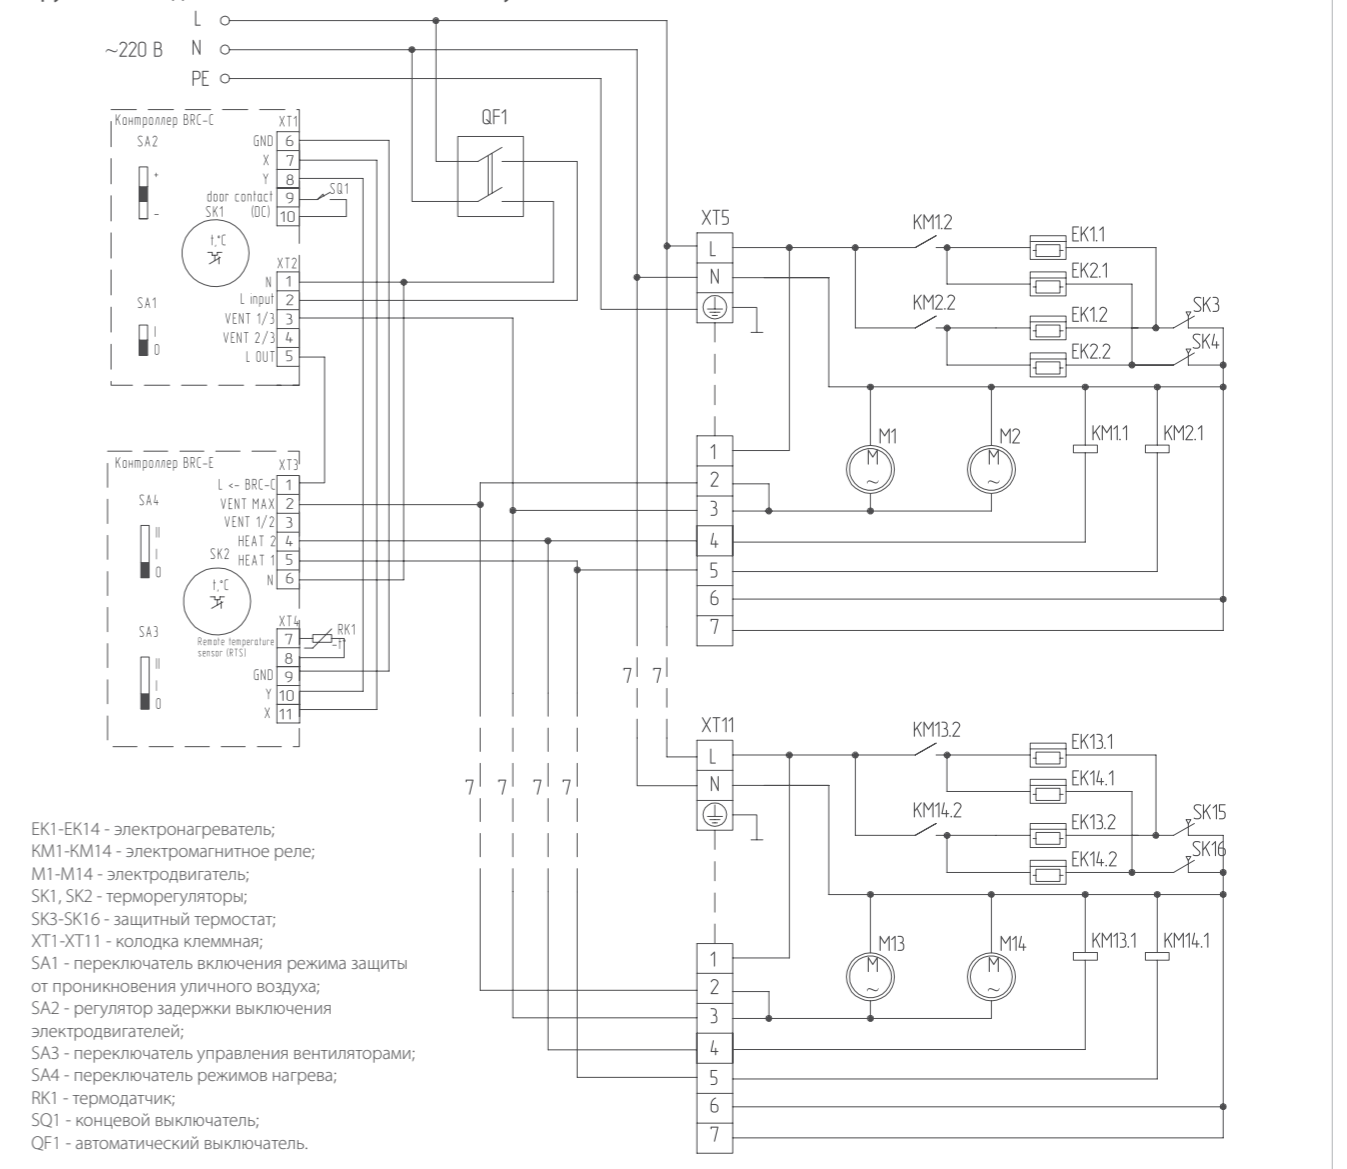 L
~220 В N
PE
Контроллер BRC-C XT1
SA2
GND 6
X 7
Y 8
door contact 9
(DC) 10
SQ1
+
-
SK1
t,°C
XT2
N 1
L input 2
VENT 1/3 3
VENT 2/3 4
L OUT 5
SA1
I
0
QF1
Контроллер BRC-E XT3
L <- BRC-C 1
VENT MAX 2
VENT 1/2 3
HEAT 2 4
HEAT 1 5
N 6
SA4
II
I
0
SK2
t,°C
XT4
Remote temperature 7
sensor (RTS) 8
GND 9
Y 10
X 11
RK1
-T
SA3
II
I
0
XT5
L
N
1
2
3
4
5
6
7
KM1.2
EK1.1
EK2.1
KM2.2
EK1.2
EK2.2
SK3
SK4
M1
M
~
M2
M
~
KM1.1
KM2.1
7 7
7 7 7 7
XT11
L
N
1
2
3
4
5
6
7
KM13.2
EK13.1
EK14.1
KM14.2
EK13.2
EK14.2
SK15
SK16
M13
M
~
M14
M
~
KM13.1
KM14.1
EK1-EK14 - электронагреватель;
KM1-KM14 - электромагнитное реле;
M1-M14 - электродвигатель;
SK1, SK2 - терморегуляторы;
SK3-SK16 - защитный термостат;
XT1-XT11 - колодка клеммная;
SA1 - переключатель включения режима защиты
от проникновения уличного воздуха;
SA2 - регулятор задержки выключения
электродвигателей;
SA3 - переключатель управления вентиляторами;
SA4 - переключатель режимов нагрева;
RK1 - термодатчик;
SQ1 - концевой выключатель;
QF1 - автоматический выключатель.